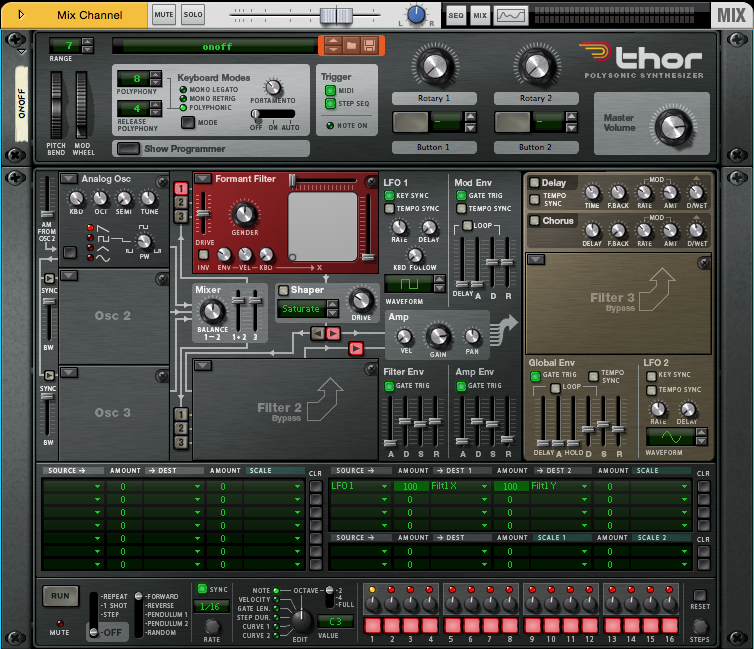 Mix Channel
MUTE
SOLO
L
R
SEQ
MIX
MIX
7
RANGE
onoff
ONOFF
PITCH BEND
MOD WHEEL
8
POLYPHONY
4
RELEASE POLYPHONY
Keyboard Modes
MONO LEGATO
MONO RETRIG
POLYPHONIC
MODE
PORTAMENTO
OFF ON AUTO
Trigger
MIDI
STEP SEQ
NOTE ON
Show Programmer
Rotary 1
Rotary 2
Button 1
Button 2
thor
POLYSONIC SYNTHESIZER
Master Volume
AM FROM OSC 2
Analog Osc
KBD
OCT
SEMI
TUNE
PW
1
2
3
Formant Filter
DRIVE
GENDER
INV
ENV
VEL
KBD
X
LFO 1
KEY SYNC
TEMPO SYNC
RATE
DELAY
KBD FOLLOW
WAVEFORM
Mod Env
GATE TRIG
TEMPO SYNC
LOOP
DELAY A D R
Delay
TEMPO SYNC
TIME
F.BACK
MOD
RATE
AMT
D/WET
Chorus
DELAY
F.BACK
MOD
RATE
AMT
D/WET
SYNC
BW
Osc 2
Mixer
BALANCE
1–2
1+2
3
Shaper
Saturate
DRIVE
Amp
VEL
GAIN
PAN
Filter 3
Bypass
SYNC
BW
Osc 3
1
2
3
Filter 2
Bypass
Filter Env
GATE TRIG
A D S R
Amp Env
GATE TRIG
A D S R
Global Env
GATE TRIG
TEMPO SYNC
LOOP
DELAY A HOLD D S R
LFO 2
KEY SYNC
TEMPO SYNC
RATE
DELAY
WAVEFORM
SOURCE → AMOUNT → DEST AMOUNT SCALE CLR
0 0
0 0
0 0
0 0
0 0
0 0
0 0
SOURCE → AMOUNT → DEST 1 AMOUNT → DEST 2 AMOUNT SCALE CLR
LFO 1 100 Filt1 X 100 Filt1 Y 0
0 0 0
0 0 0
0 0 0
SOURCE → AMOUNT → DEST SCALE 1 AMOUNT SCALE 2 CLR
0 0 0
0 0 0
RUN
MUTE
REPEAT
1 SHOT
STEP
OFF
FORWARD
REVERSE
PENDULUM 1
PENDULUM 2
RANDOM
SYNC
1/16
RATE
NOTE
VELOCITY
GATE LEN.
STEP DUR.
CURVE 1
CURVE 2
EDIT
OCTAVE
2
4
FULL
C 3
VALUE
1 2 3 4 5 6 7 8 9 10 11 12 13 14 15 16
RESET
STEPS